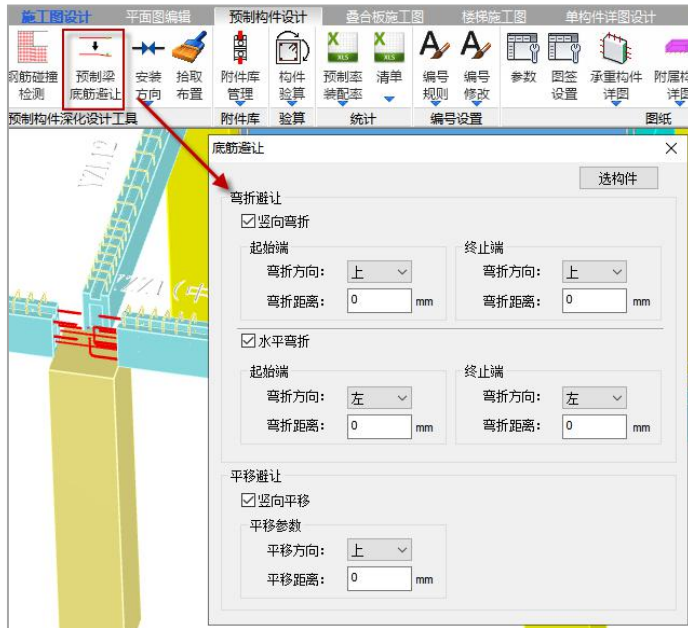 施工图设计 平面图编辑 预制构件设计 叠合板施工图 楼梯施工图 单构件详图设计
钢筋碰撞 预制梁 安装 拾取 附件库 构件 预制率 清单 编号 编号 参数 图签 承重构件
检测 底筋避让 方向 布置 管理 验算 装配率 规则 修改 设置 详图
预制构件深化设计工具 附件库 验算 统计 编号设置 图纸
底筋避让
选构件
弯折避让
竖向弯折
起始端 终止端
弯折方向: 上 弯折方向: 上
弯折距离: 0 mm 弯折距离: 0 mm
水平弯折
起始端 终止端
弯折方向: 左 弯折方向: 左
弯折距离: 0 mm 弯折距离: 0 mm
平移避让
竖向平移
平移参数
平移方向: 上
平移距离: 0 mm